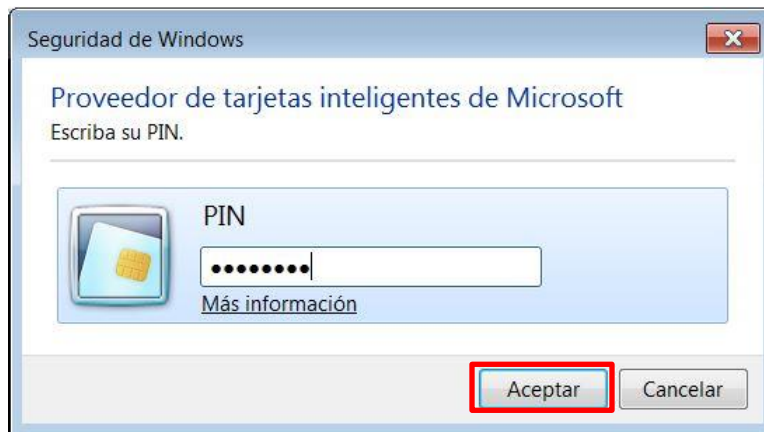 Seguridad de Windows
Proveedor de tarjetas inteligentes de Microsoft
Escriba su PIN.
PIN
••••••••
Más información
Aceptar
Cancelar